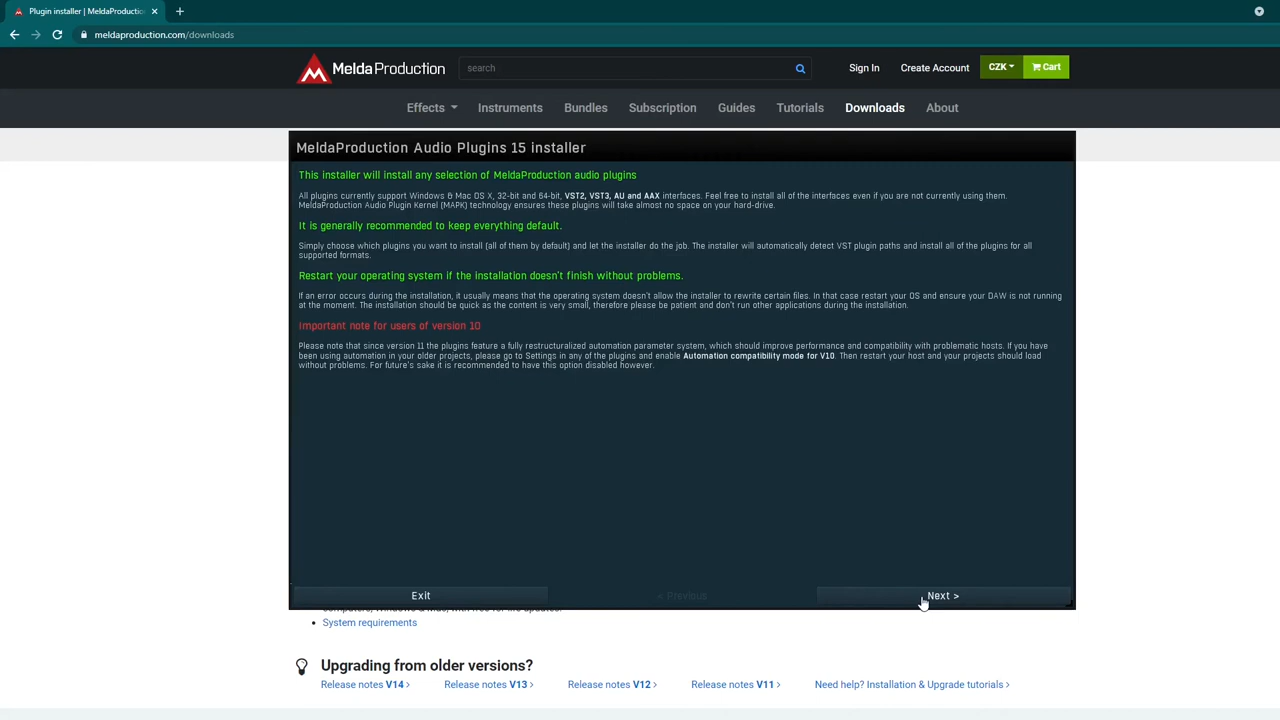 Plugin installer | MeldaProductio
meldaproduction.com/downloads
MeldaProduction
search
Sign In
Create Account
CZK
Cart
Effects
Instruments
Bundles
Subscription
Guides
Tutorials
Downloads
About
MeldaProduction Audio Plugins 15 installer
This installer will install any selection of MeldaProduction audio plugins
All plugins currently support Windows & Mac OS X, 32-bit and 64-bit, VST2, VST3, AU and AAX interfaces. Feel free to install all of the interfaces even if you are not currently using them.
MeldaProduction Audio Plugin Kernel (MAPK) technology ensures these plugins will take almost no space on your hard-drive.
It is generally recommended to keep everything default.
Simply choose which plugins you want to install (all of them by default) and let the installer do the job. The installer will automatically detect VST plugin paths and install all of the plugins for all
supported formats.
Restart your operating system if the installation doesn't finish without problems.
If an error occurs during the installation, it usually means that the operating system doesn't allow the installer to rewrite certain files. In that case restart your OS and ensure your DAW is not running
at the moment. The installation should be quick as the content is very small, therefore please be patient and don't run other applications during the installation.
Important note for users of version 10
Please note that since version 11 the plugins feature a fully restructuralized automation parameter system, which should improve performance and compatibility with problematic hosts. If you have
been using automation in your older projects, please go to Settings in any of the plugins and enable Automation compatibility mode for V10. Then restart your host and your projects should load
without problems. For future's sake it is recommended to have this option disabled however.
Exit
< Previous
Next >
computers, Windows & Mac, with free for life updates.
• System requirements
Upgrading from older versions?
Release notes V14 >
Release notes V13 >
Release notes V12 >
Release notes V11 >
Need help? Installation & Upgrade tutorials >